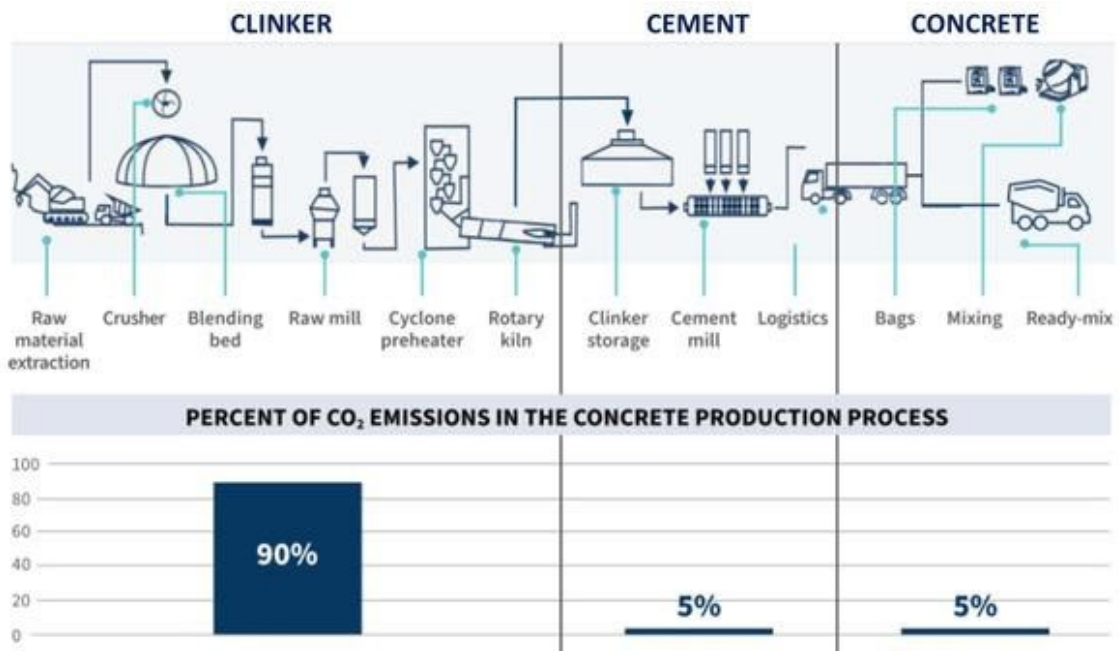 CLINKER
CEMENT
CONCRETE
Raw material extraction
Crusher
Blending bed
Raw mill
Cyclone preheater
Rotary kiln
Clinker storage
Cement mill
Logistics
Bags
Mixing
Ready-mix
PERCENT OF CO₂ EMISSIONS IN THE CONCRETE PRODUCTION PROCESS
100
80
60
40
20
0
90%
5%
5%